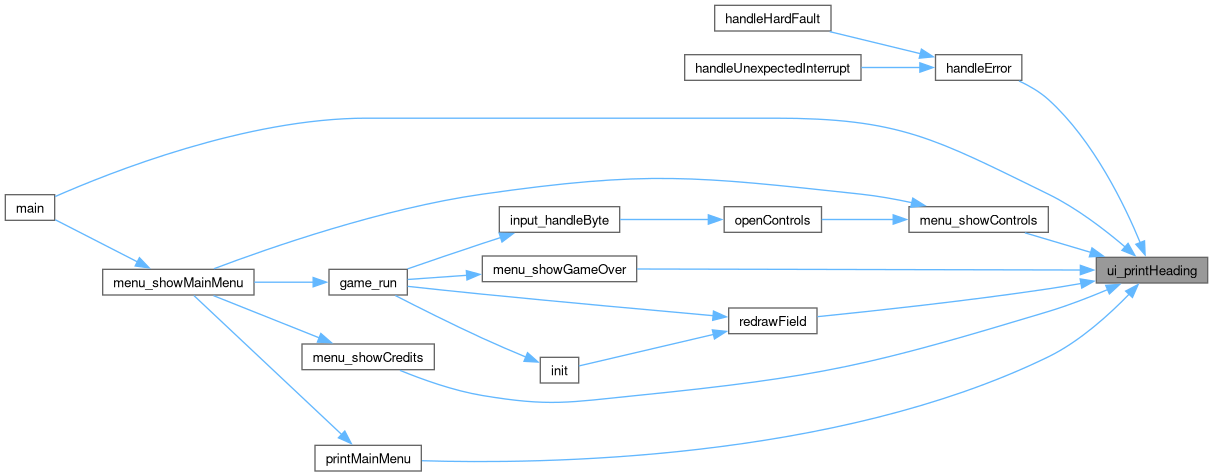 handleHardFault
handleUnexpectedInterrupt
handleError
main
input_handleByte
openControls
menu_showControls
menu_showMainMenu
game_run
menu_showGameOver
ui_printHeading
redrawField
menu_showCredits
init
printMainMenu